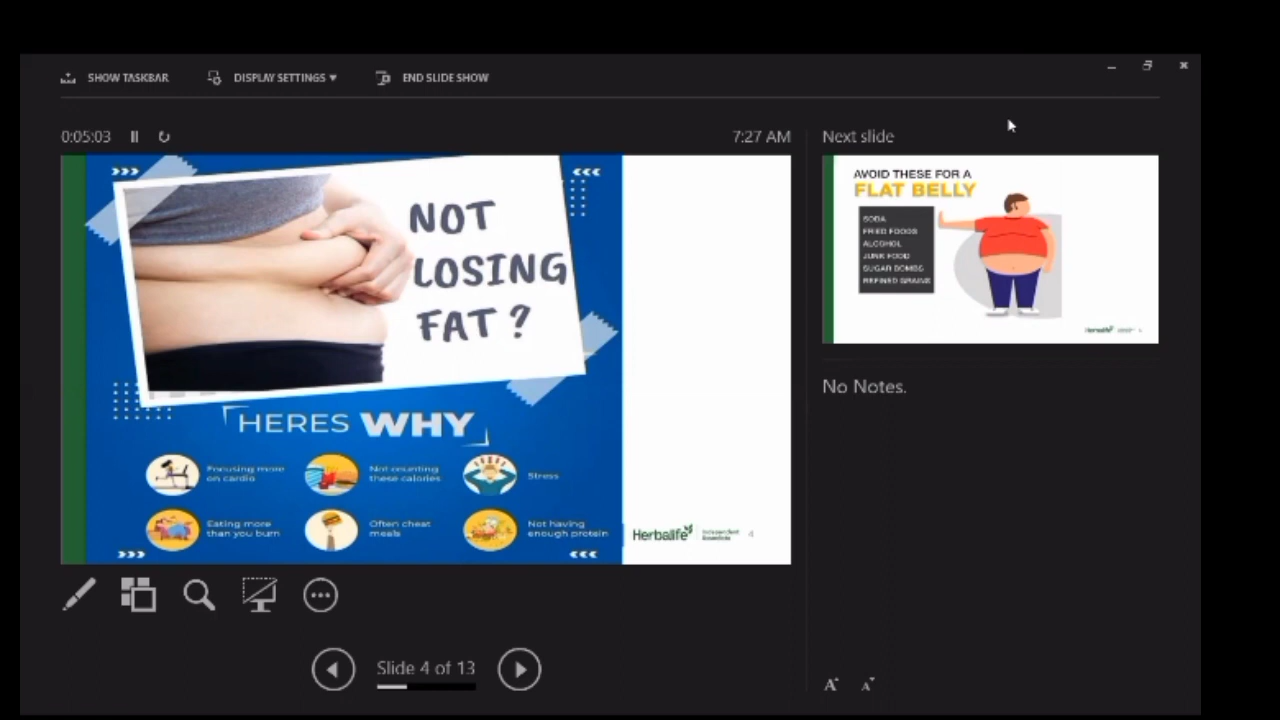 SHOW TASKBAR
DISPLAY SETTINGS ▼
END SLIDE SHOW
0:05:03
7:27 AM
Next slide
NOT
LOSING
FAT ?
HERES WHY
Focusing more
on cardio
Not counting
these calories
Stress
Eating more
than you burn
Often cheat
meals
Not having
enough protein
Herbalife
Independent
4
AVOID THESE FOR A
FLAT BELLY
SODA
FRIED FOODS
ALCOHOL
JUNK FOOD
SUGAR BOMBS
REFINED GRAINS
Herbalife
No Notes.
Slide 4 of 13
A A